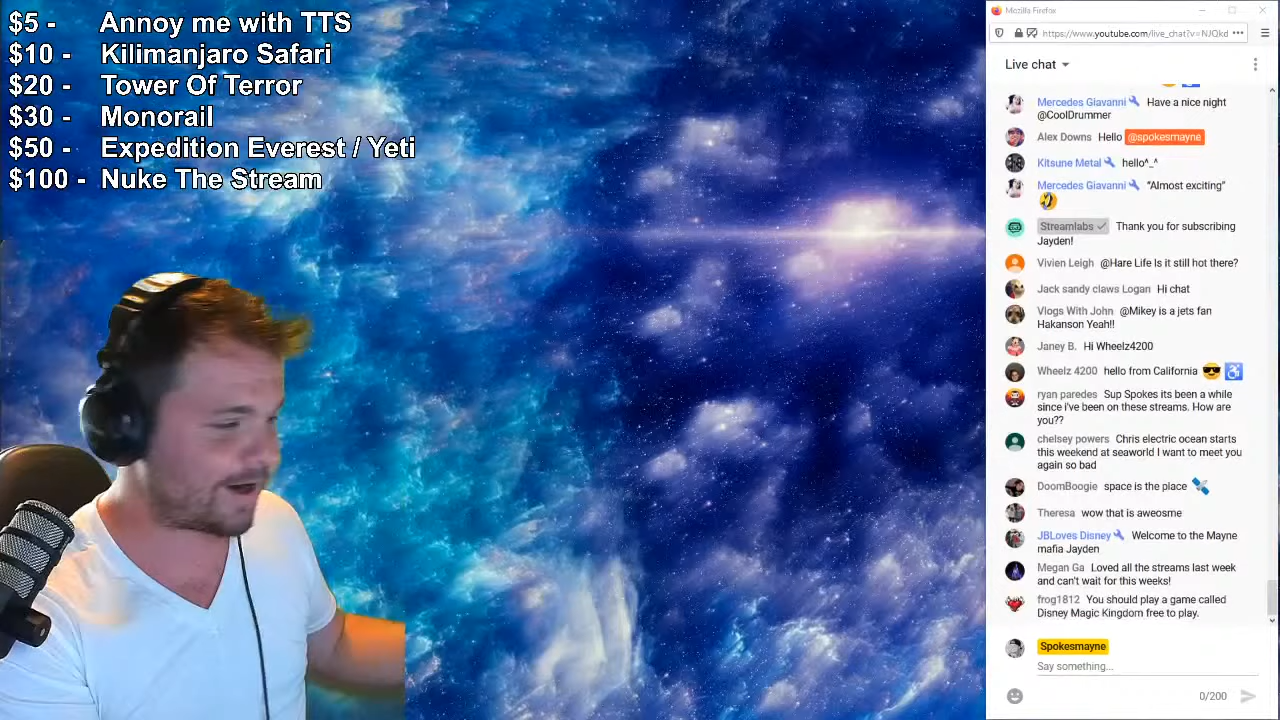 $5 - Annoy me with TTS
$10 - Kilimanjaro Safari
$20 - Tower Of Terror
$30 - Monorail
$50 - Expedition Everest / Yeti
$100 - Nuke The Stream
Mozilla Firefox
https://www.youtube.com/live_chat?v=NJQkd
Live chat
Mercedes Giavanni Have a nice night
@CoolDrummer
Alex Downs Hello @spokesmayne
Kitsune Metal hello^_^
Mercedes Giavanni "Almost exciting"
Streamlabs Thank you for subscribing
Jayden!
Vivien Leigh @Hare Life Is it still hot there?
Jack sandy claws Logan Hi chat
Vlogs With John @Mikey is a jets fan
Hakanson Yeah!!
Janey B. Hi Wheelz4200
Wheelz 4200 hello from California
ryan paredes Sup Spokes its been a while
since i've been on these streams. How are
you??
chelsey powers Chris electric ocean starts
this weekend at seaworld I want to meet you
again so bad
DoomBoogie space is the place
Theresa wow that is aweosme
JBLoves Disney Welcome to the Mayne
mafia Jayden
Megan Ga Loved all the streams last week
and can't wait for this weeks!
frog1812 You should play a game called
Disney Magic Kingdom free to play.
Spokesmayne
Say something...
0/200